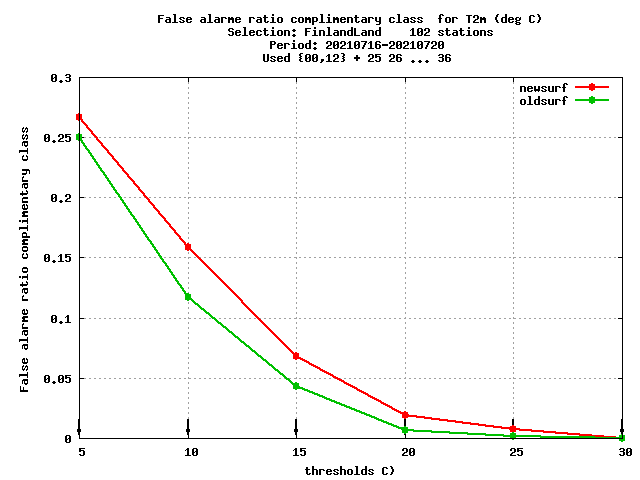 False alarme ratio complimentary class  for T2m (deg C)
Selection: FinlandLand    102 stations
Period: 20210716-20210720
Used {00,12} + 25 26 ... 36
newsurf
oldsurf
False alarme ratio complimentary class
0.3
0.25
0.2
0.15
0.1
0.05
0
5 10 15 20 25 30
thresholds C)